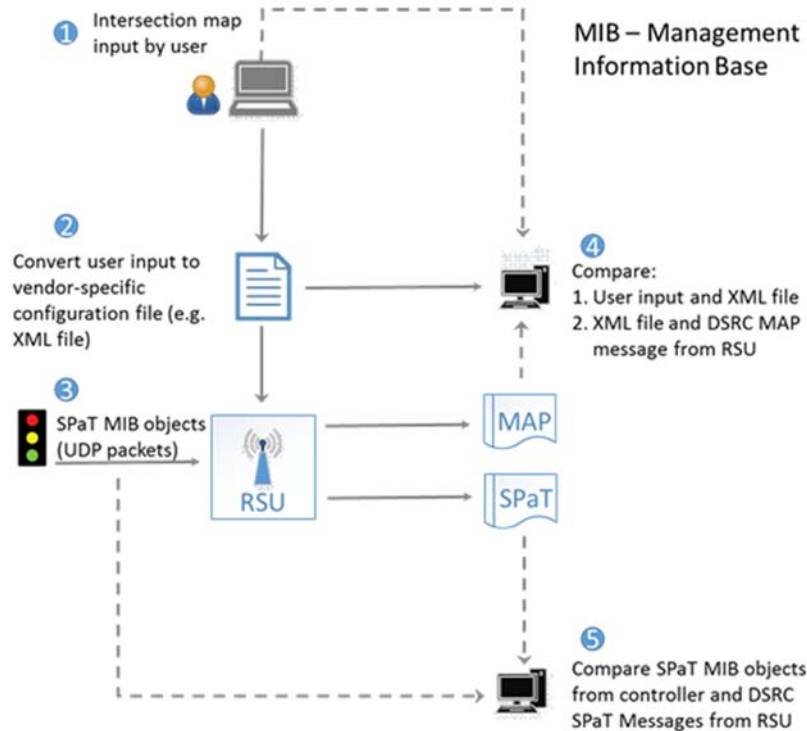 1 Intersection map
input by user
MIB – Management
Information Base
2
Convert user input to
vendor-specific
configuration file (e.g.
XML file)
4
Compare:
1. User input and XML file
2. XML file and DSRC MAP
message from RSU
3
SPaT MIB objects
(UDP packets)
RSU
MAP
SPaT
5
Compare SPaT MIB objects
from controller and DSRC
SPaT Messages from RSU